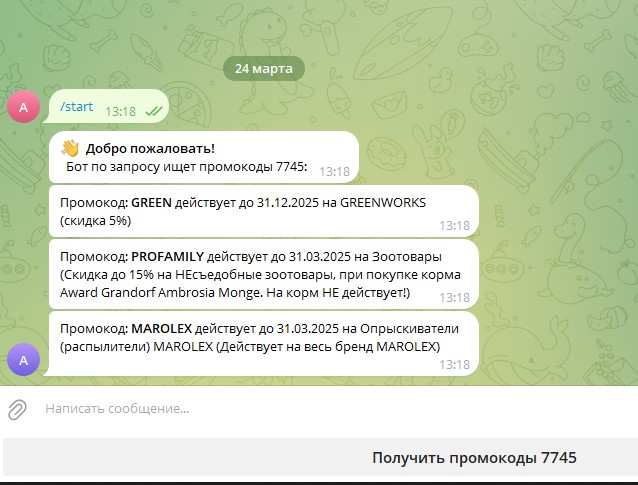 24 марта
A
/start 13:18
👋 Добро пожаловать!
Бот по запросу ищет промокоды 7745:
13:18
Промокод: GREEN действует до 31.12.2025 на GREENWORKS
(скидка 5%)
13:18
Промокод: PROFAMILY действует до 31.03.2025 на Зоотовары
(Скидка до 15% на НЕсъедобные зоотовары, при покупке корма
Award Grandorf Ambrosia Monge. На корм НЕ действует!)
13:18
Промокод: MAROLEX действует до 31.03.2025 на Опрыскиватели
(распылители) MAROLEX (Действует на весь бренд MAROLEX)
A
13:18
Написать сообщение...
Получить промокоды 7745